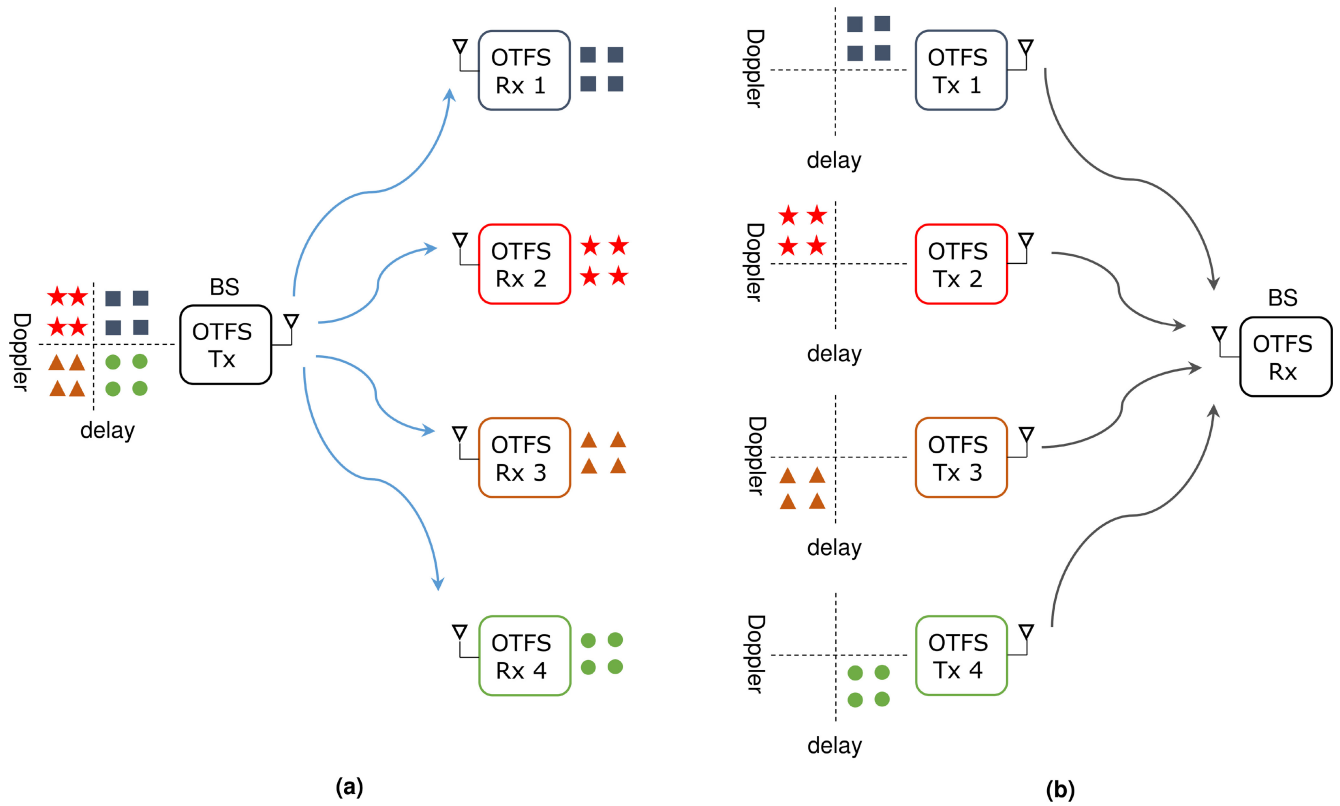 OTFS
Rx 1
OTFS
Rx 2
BS
OTFS
Tx
Doppler
delay
OTFS
Rx 3
OTFS
Rx 4
(a)
Doppler
OTFS
Tx 1
delay
Doppler
OTFS
Tx 2
delay
BS
OTFS
Rx
Doppler
OTFS
Tx 3
delay
Doppler
OTFS
Tx 4
delay
(b)